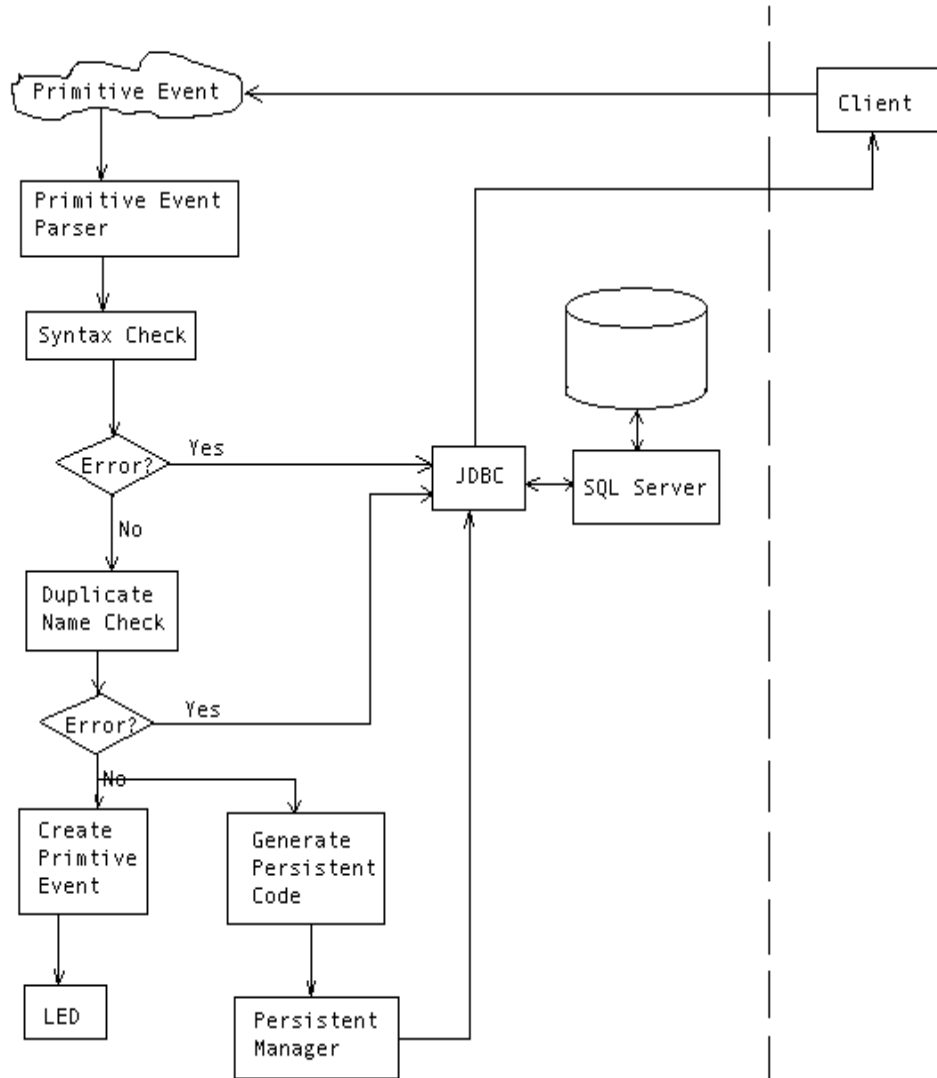 Primitive Event
Client
Primitive Event
Parser
Syntax Check
Yes
Error?
JDBC
SQL Server
No
Duplicate
Name Check
Yes
Error?
No
Create
Primtive
Event
Generate
Persistent
Code
LED
Persistent
Manager